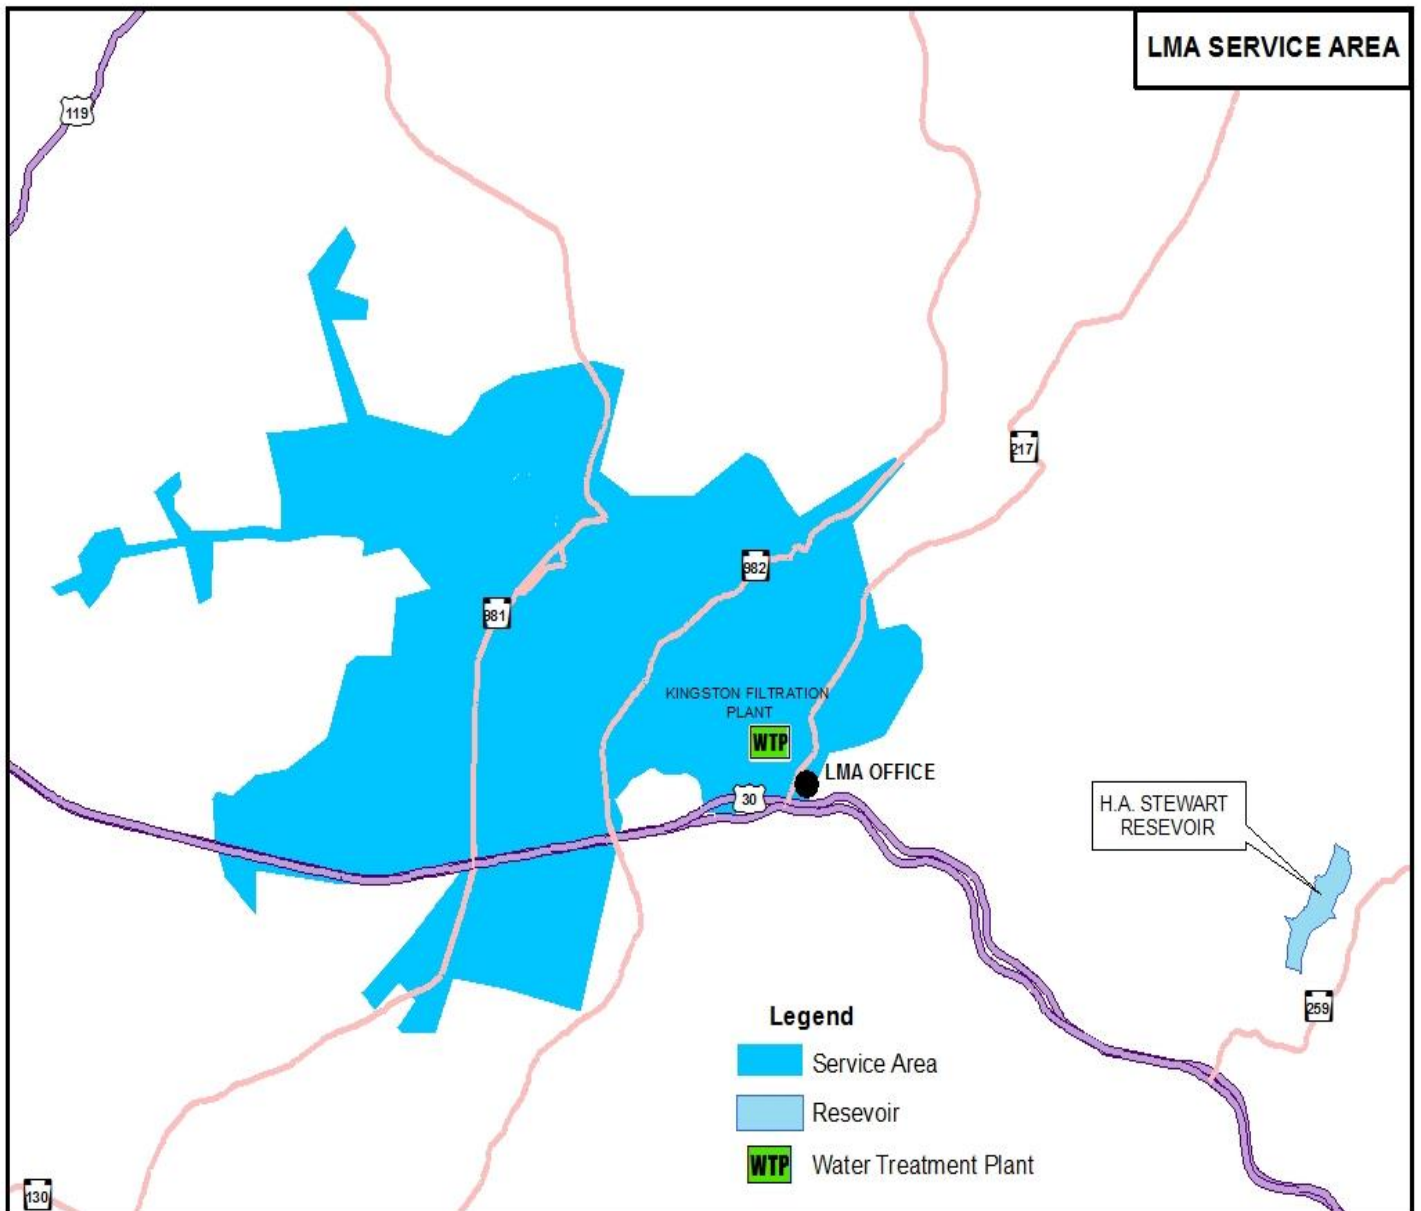 LMA SERVICE AREA
119
217
982
981
KINGSTON FILTRATION
PLANT
WTP
LMA OFFICE
30
H.A. STEWART
RESEVOIR
259
Legend
Service Area
Resevoir
WTP Water Treatment Plant
130